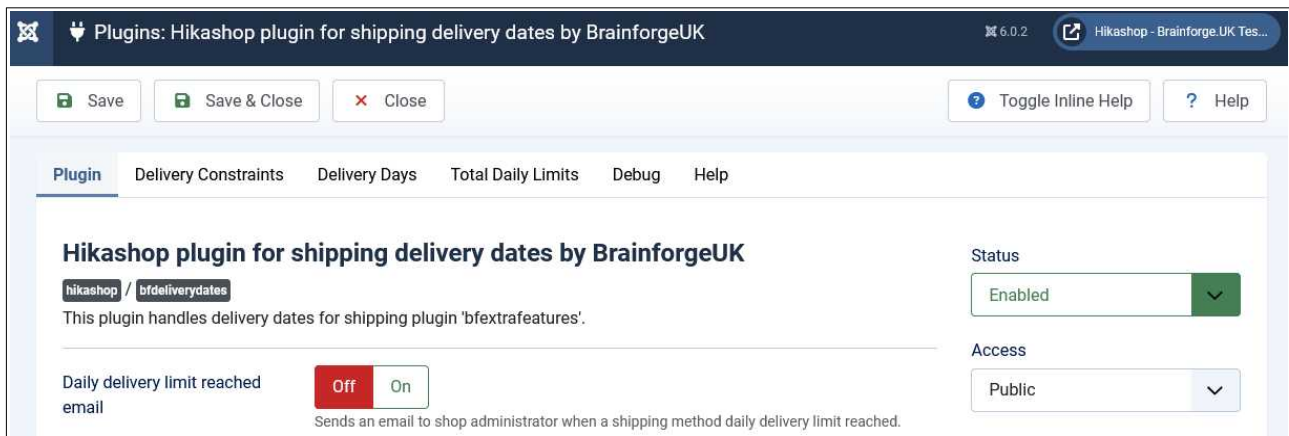 Plugins: Hikashop plugin for shipping delivery dates by BrainforgeUK
6.0.2
Hikashop - Brainforge.UK Tes...
Save
Save & Close
Close
Toggle Inline Help
? Help
Plugin
Delivery Constraints
Delivery Days
Total Daily Limits
Debug
Help
Hikashop plugin for shipping delivery dates by BrainforgeUK
hikashop / bfdeliverydates
This plugin handles delivery dates for shipping plugin 'bfextrafeatures'.
Daily delivery limit reached
email
Off
On
Sends an email to shop administrator when a shipping method daily delivery limit reached.
Status
Enabled
Access
Public